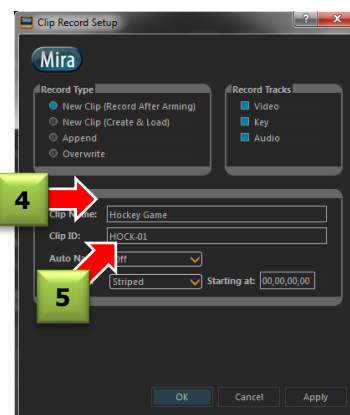 Clip Record Setup
Mira
Record Type
New Clip (Record After Arming)
New Clip (Create & Load)
Append
Overwrite
Record Tracks
Video
Key
Audio
4
Clip Name: Hockey Game
Clip ID: HOCK-01
Auto Off
5
Striped Starting at: 00,00,00,00
OK Cancel Apply